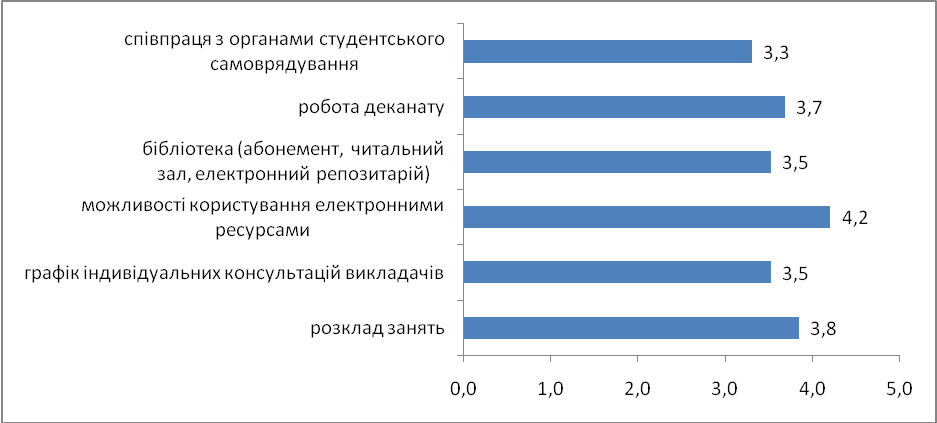 співпраця з органами студентського
самоврядування
3,3
робота деканату
3,7
бібліотека (абонемент, читальний
зал, електронний репозитарій)
3,5
можливості користування електронними
ресурсами
4,2
графік індивідуальних консультацій викладачів
3,5
розклад занять
3,8
0,0 1,0 2,0 3,0 4,0 5,0